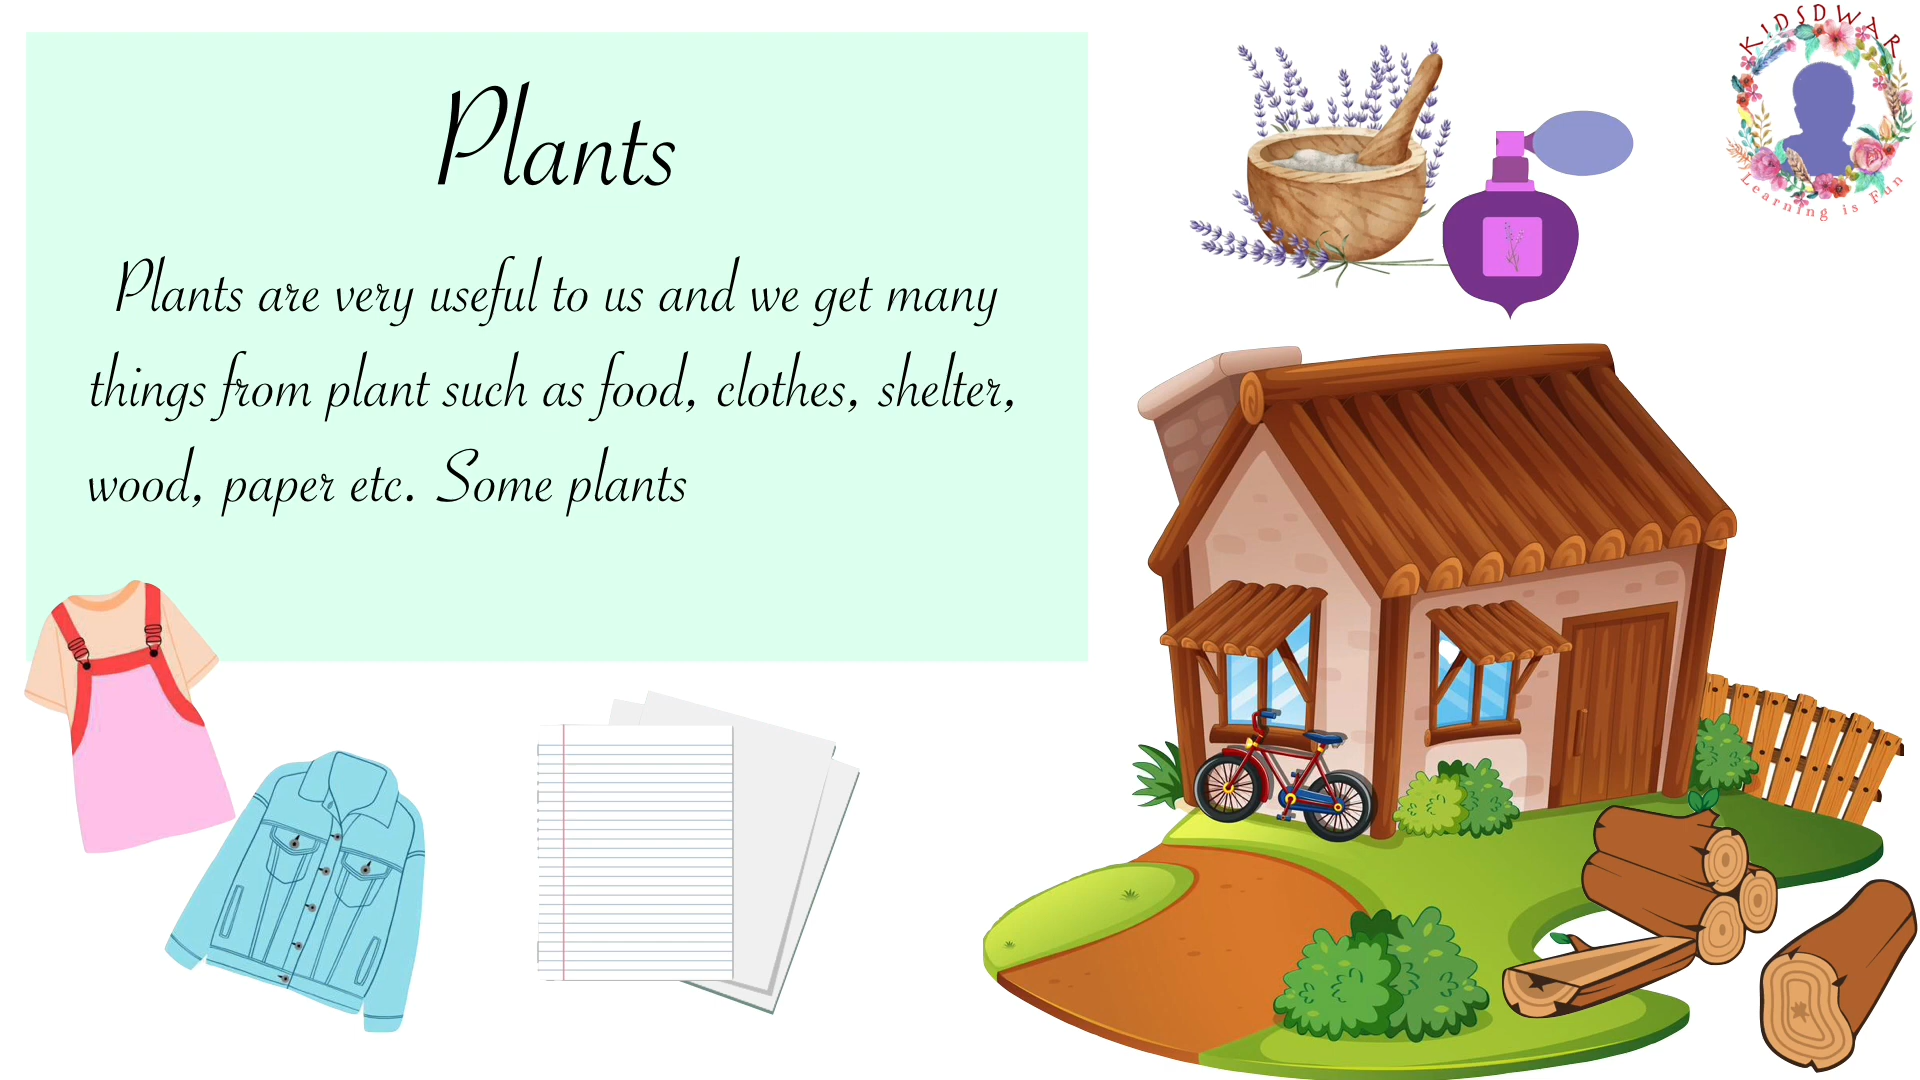 Plants
Plants are very useful to us and we get many
things from plant such as food, clothes, shelter,
wood, paper etc. Some plants
KIDSDWAR
Learning is Fun